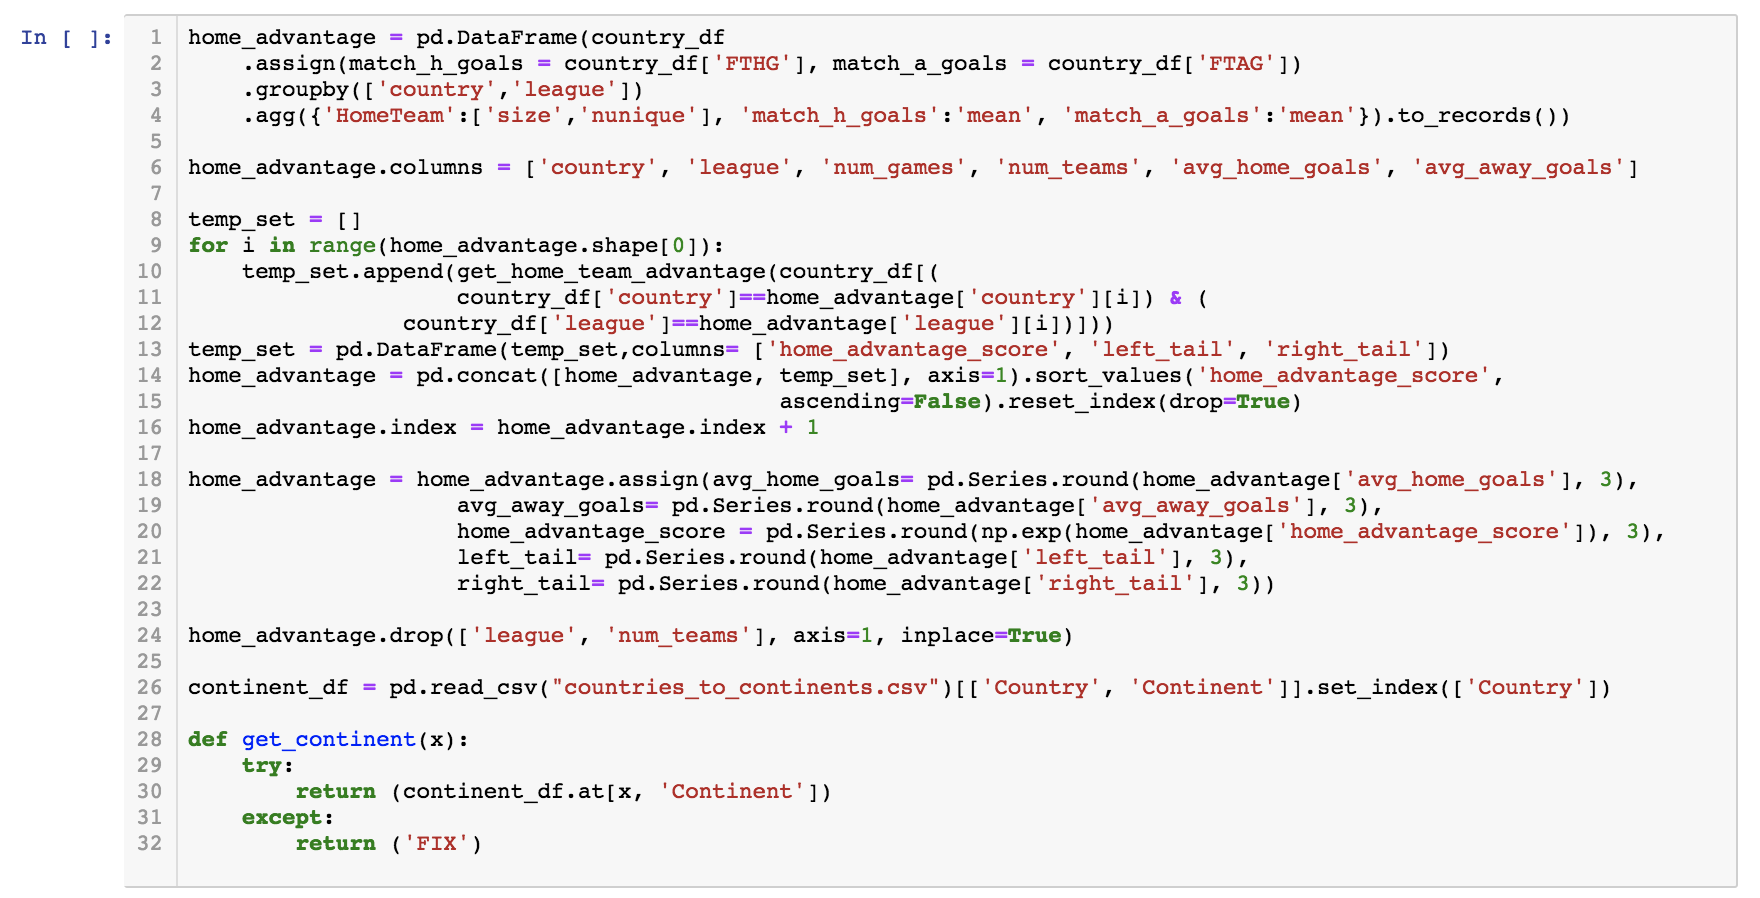 In [ ]:
1 home_advantage = pd.DataFrame(country_df
2     .assign(match_h_goals = country_df['FTHG'], match_a_goals = country_df['FTAG'])
3     .groupby(['country','league'])
4     .agg({'HomeTeam':['size','nunique'], 'match_h_goals':'mean', 'match_a_goals':'mean'}).to_records())
5
6 home_advantage.columns = ['country', 'league', 'num_games', 'num_teams', 'avg_home_goals', 'avg_away_goals']
7
8 temp_set = []
9 for i in range(home_advantage.shape[0]):
10     temp_set.append(get_home_team_advantage(country_df[(
11                     country_df['country']==home_advantage['country'][i]) & (
12                 country_df['league']==home_advantage['league'][i])]))
13 temp_set = pd.DataFrame(temp_set,columns= ['home_advantage_score', 'left_tail', 'right_tail'])
14 home_advantage = pd.concat([home_advantage, temp_set], axis=1).sort_values('home_advantage_score',
15                                             ascending=False).reset_index(drop=True)
16 home_advantage.index = home_advantage.index + 1
17
18 home_advantage = home_advantage.assign(avg_home_goals= pd.Series.round(home_advantage['avg_home_goals'], 3),
19                     avg_away_goals= pd.Series.round(home_advantage['avg_away_goals'], 3),
20                     home_advantage_score = pd.Series.round(np.exp(home_advantage['home_advantage_score']), 3),
21                     left_tail= pd.Series.round(home_advantage['left_tail'], 3),
22                     right_tail= pd.Series.round(home_advantage['right_tail'], 3))
23
24 home_advantage.drop(['league', 'num_teams'], axis=1, inplace=True)
25
26 continent_df = pd.read_csv("countries_to_continents.csv")[['Country', 'Continent']].set_index(['Country'])
27
28 def get_continent(x):
29     try:
30         return (continent_df.at[x, 'Continent'])
31     except:
32         return ('FIX')